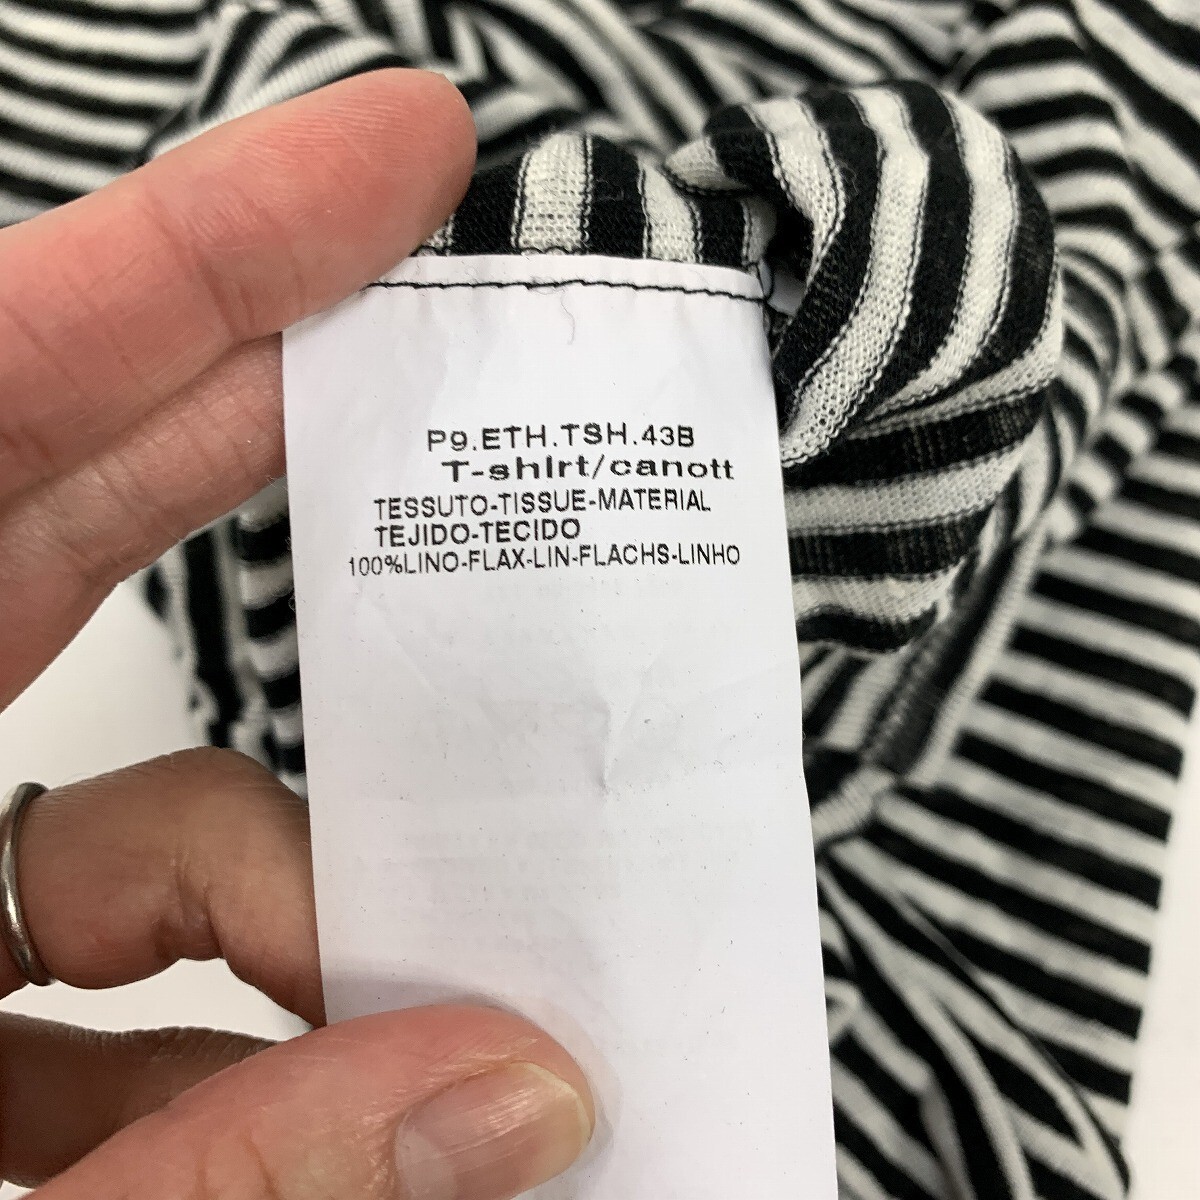 P9.ETH.TSH.43B
T-shirt/canott
TESSUTO-TISSUE-MATERIAL
TEJIDO-TECIDO
100%LINO-FLAX-LIN-FLACHS-LINHO